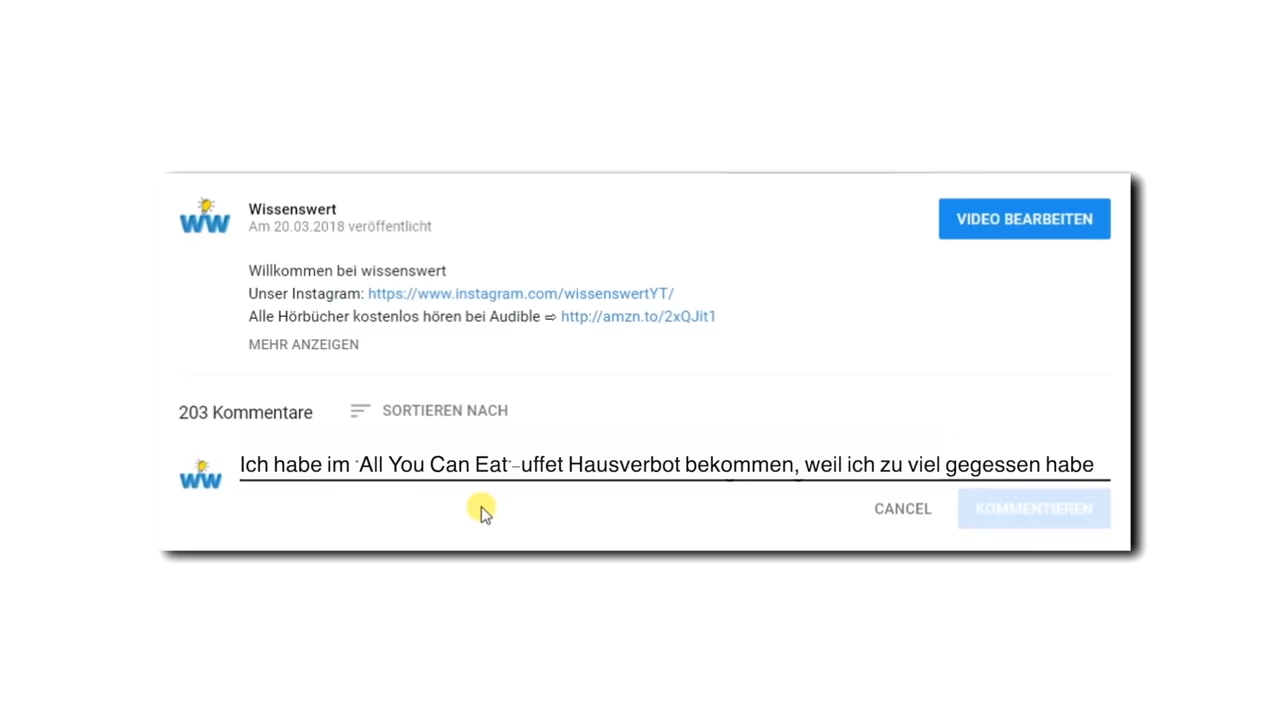 WW
Wissenswert
Am 20.03.2018 veröffentlicht
VIDEO BEARBEITEN
Willkommen bei wissenswert
Unser Instagram: https://www.instagram.com/wissenswertYT/
Alle Hörbücher kostenlos hören bei Audible ⇨ http://amzn.to/2xQJit1
MEHR ANZEIGEN
203 Kommentare SORTIEREN NACH
WW
Ich habe im "All You Can Eat"-uffet Hausverbot bekommen, weil ich zu viel gegessen habe
CANCEL KOMMENTIEREN